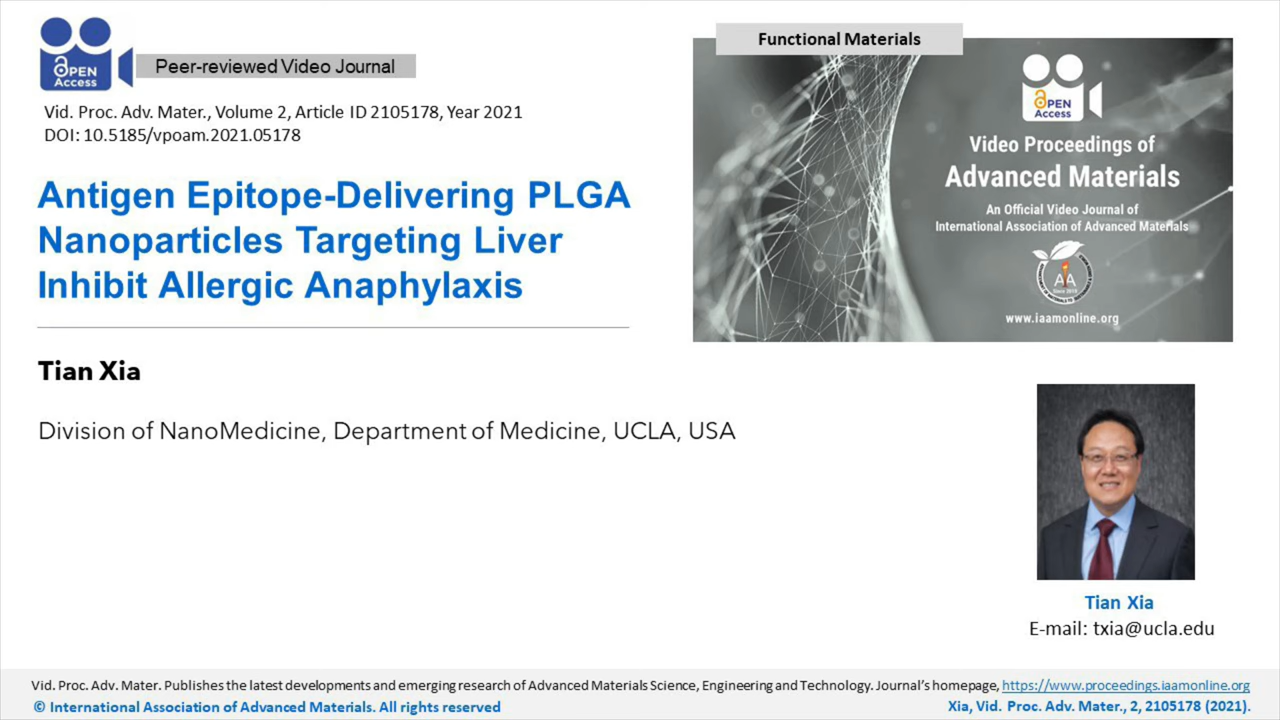 OPEN
Access
Peer-reviewed Video Journal
Vid. Proc. Adv. Mater., Volume 2, Article ID 2105178, Year 2021
DOI: 10.5185/vpoam.2021.05178
Antigen Epitope-Delivering PLGA
Nanoparticles Targeting Liver
Inhibit Allergic Anaphylaxis
Tian Xia
Division of NanoMedicine, Department of Medicine, UCLA, USA
Functional Materials
OPEN
Access
Video Proceedings of
Advanced Materials
An Official Video Journal of
International Association of Advanced Materials
www.iaamonline.org
Tian Xia
E-mail: txia@ucla.edu
Vid. Proc. Adv. Mater. Publishes the latest developments and emerging research of Advanced Materials Science, Engineering and Technology. Journal's homepage, https://www.proceedings.iaamonline.org
© International Association of Advanced Materials. All rights reserved
Xia, Vid. Proc. Adv. Mater., 2, 2105178 (2021).